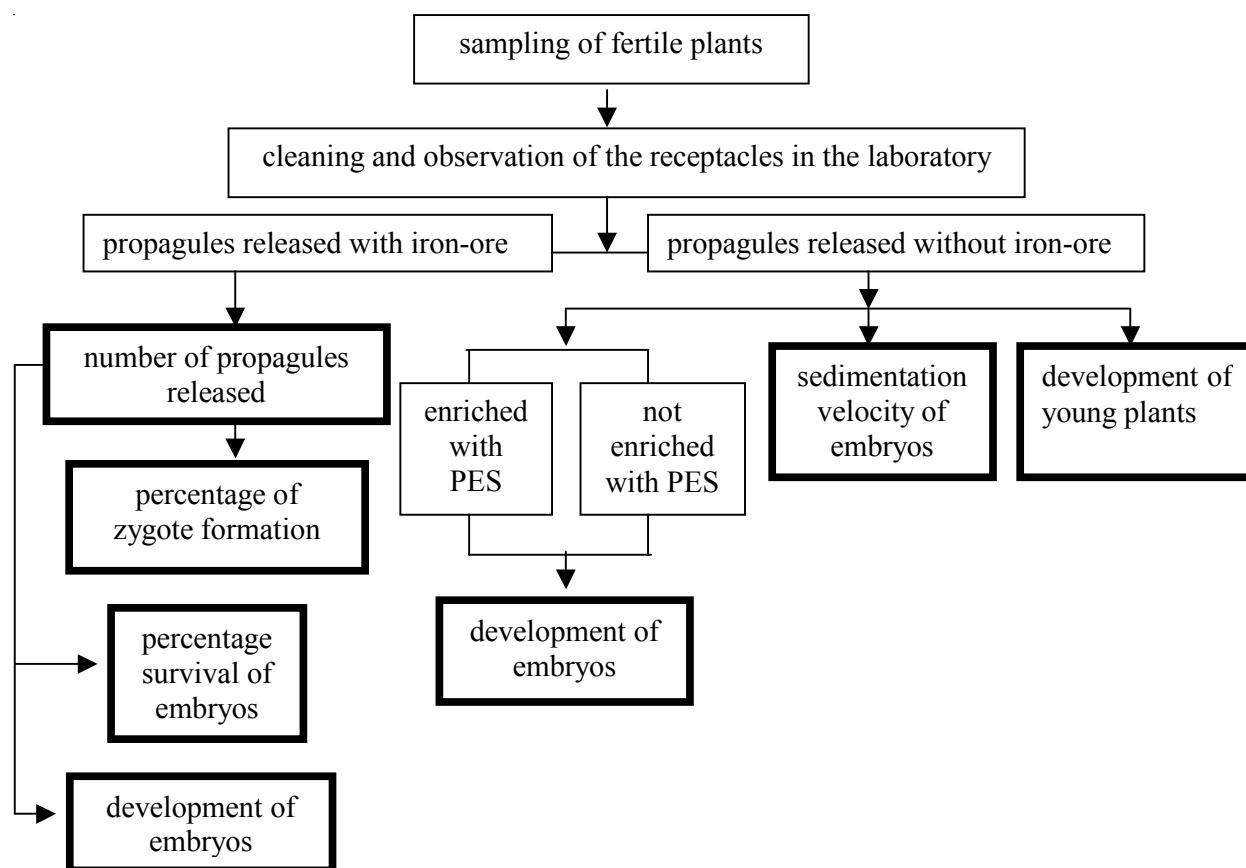 sampling of fertile plants
cleaning and observation of the receptacles in the laboratory
propagules released with iron-ore
propagules released without iron-ore
number of propagules
released
enriched
with
PES
not
enriched
with PES
sedimentation
velocity of
embryos
development of
young plants
percentage of
zygote formation
percentage
survival of
embryos
development of
embryos
development of
embryos